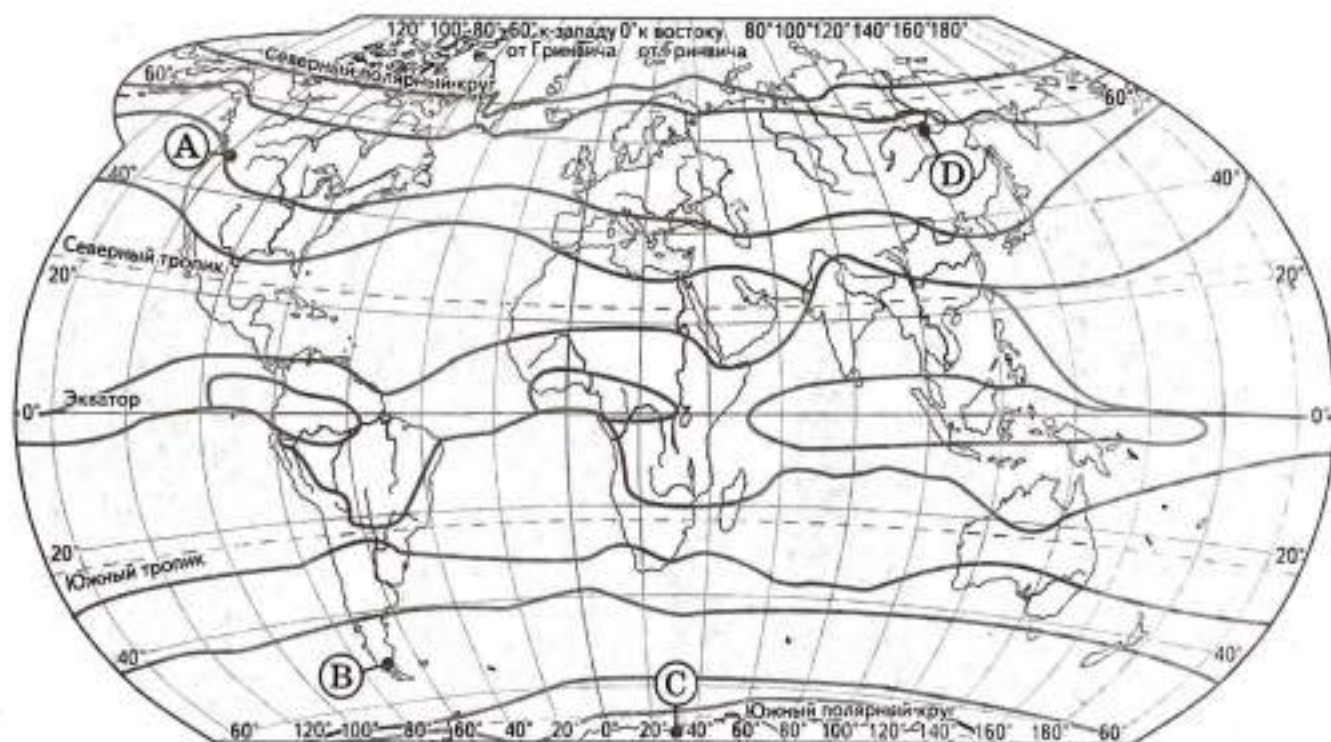 120° 100° 80° 60° к западу 0° к востоку 80° 100° 120° 140° 160° 180°
от Гринвича от Гринвича
Северный полярный круг
60° 60°
A D
40° 40°
Северный тропик
20° 20°
Экватор
0° 0°
20° 20°
Южный тропик
40° 40°
B C
Южный полярный круг
60° 120° 100° 80° 60° 40° 20° 0° 20° 40° 60° 80° 100° 120° 140° 160° 180° 60°